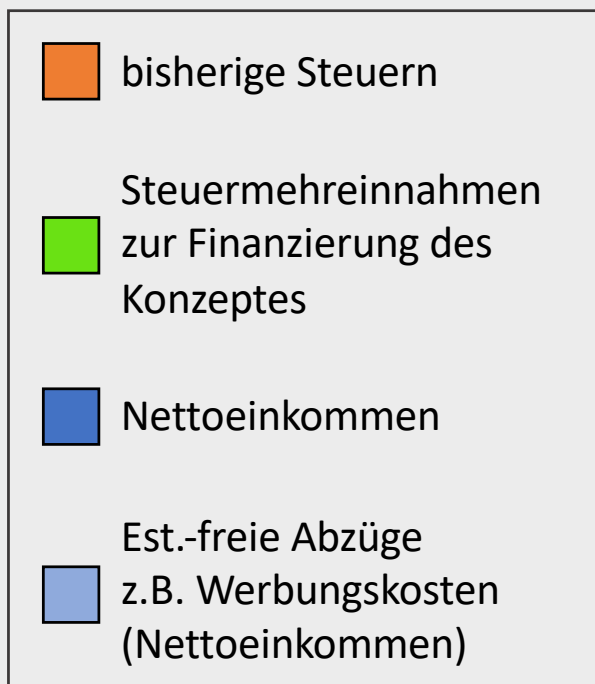 bisherige Steuern
Steuermehreinnahmen
zur Finanzierung des
Konzeptes
Nettoeinkommen
Est.-freie Abzüge
z.B. Werbungskosten
(Nettoeinkommen)